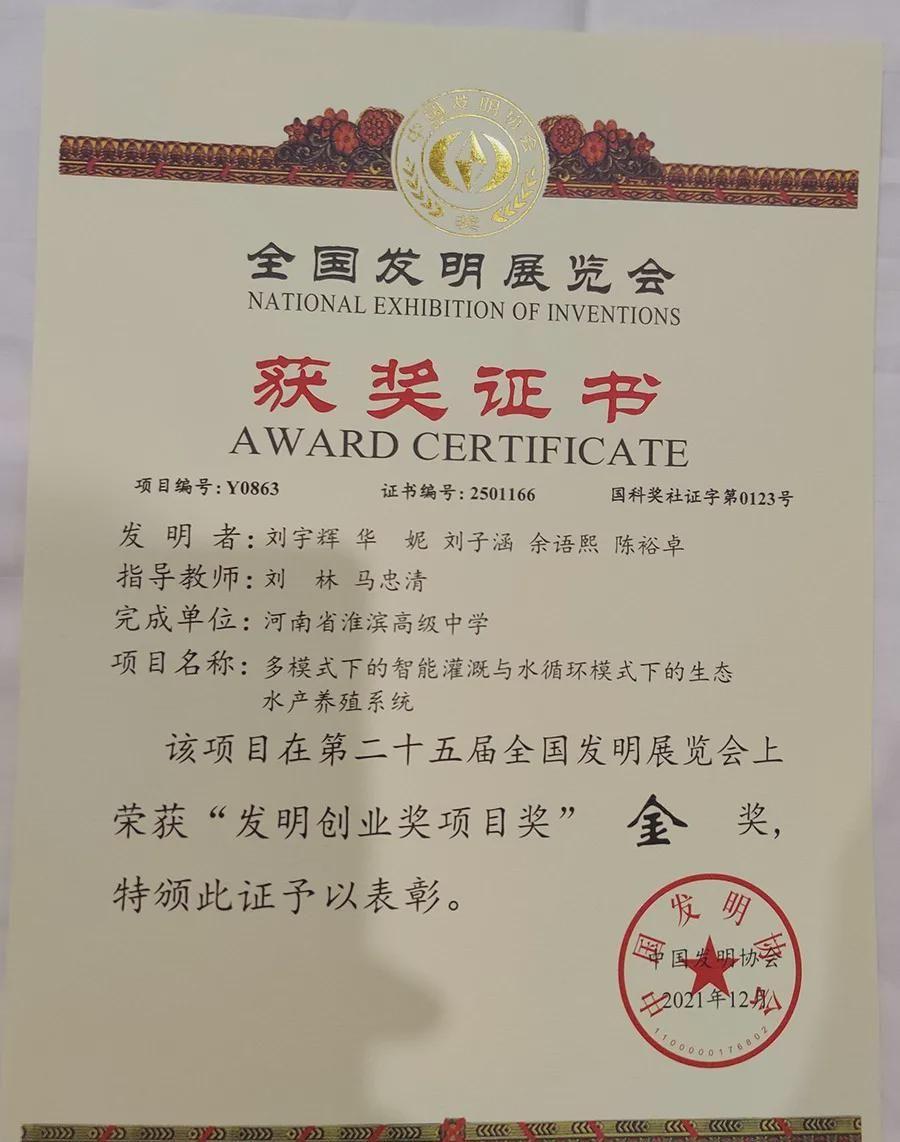 中国发明协会
奖
全国发明展览会
NATIONAL EXHIBITION OF INVENTIONS
获奖证书
AWARD CERTIFICATE
项目编号：Y0863 证书编号：2501166 国科奖社证字第0123号
发明者：刘宇辉 华妮 刘子涵 余语熙 陈裕卓
指导教师：刘林 马忠清
完成单位：河南省淮滨高级中学
项目名称：多模式下的智能灌溉与水循环模式下的生态
水产养殖系统
该项目在第二十五届全国发明展览会上
荣获“发明创业奖项目奖” 金 奖，
特颁此证予以表彰。
中国发明协会
中国发明协会
2021年12月
1100000176802